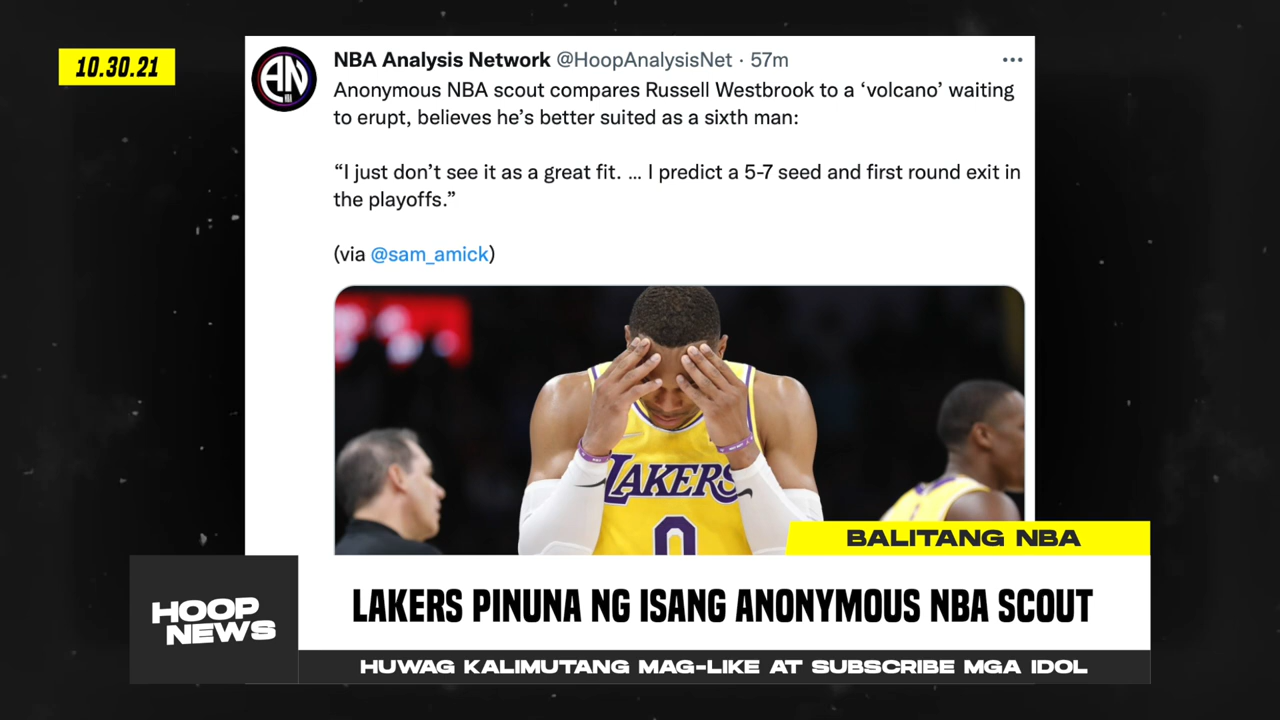 10.30.21
AN
NBA
NBA Analysis Network @HoopAnalysisNet · 57m
Anonymous NBA scout compares Russell Westbrook to a ‘volcano’ waiting
to erupt, believes he’s better suited as a sixth man:
“I just don’t see it as a great fit. ... I predict a 5-7 seed and first round exit in
the playoffs.”
(via @sam_amick)
LAKERS
0
BALITANG NBA
HOOP
NEWS
LAKERS PINUNA NG ISANG ANONYMOUS NBA SCOUT
HUWAG KALIMUTANG MAG-LIKE AT SUBSCRIBE MGA IDOL